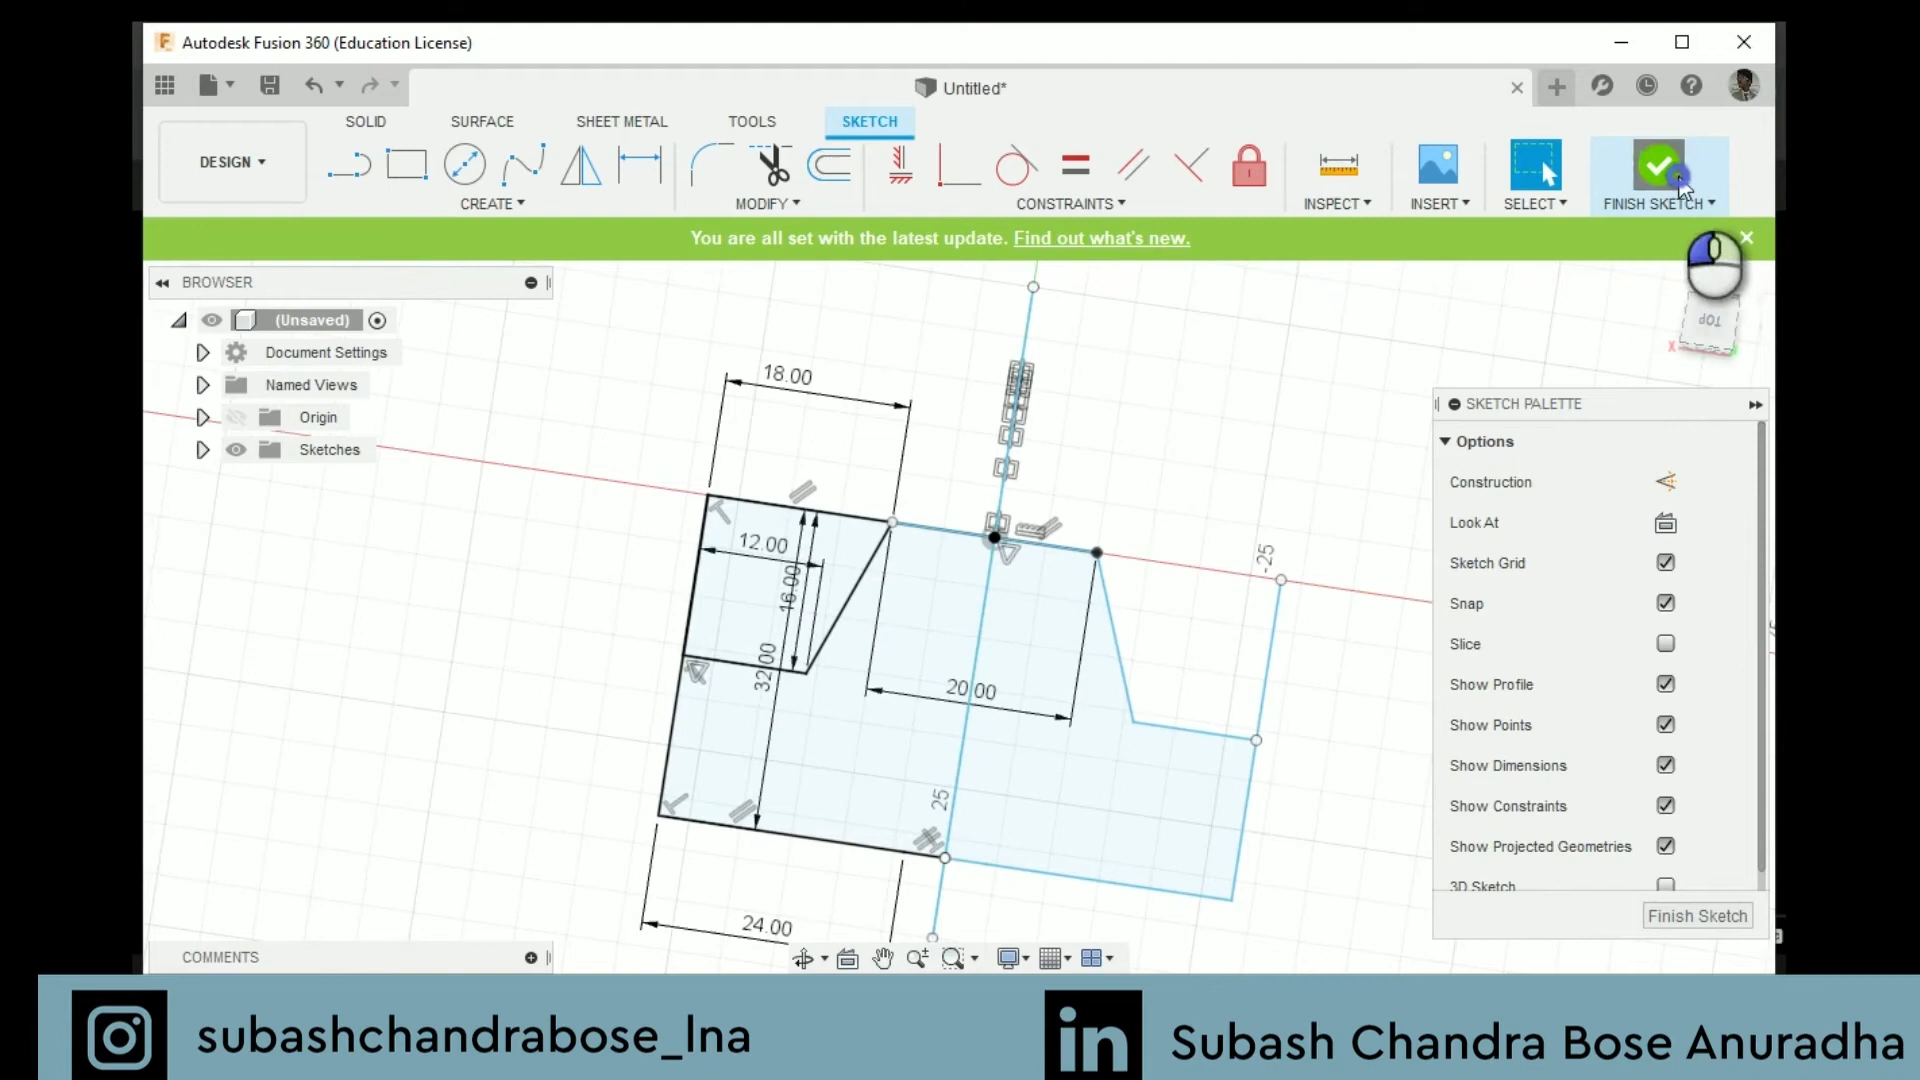 Autodesk Fusion 360 (Education License)
Untitled*
SOLID SURFACE SHEET METAL TOOLS SKETCH
DESIGN
CREATE MODIFY CONSTRAINTS INSPECT INSERT SELECT FINISH SKETCH
You are all set with the latest update. Find out what's new.
BROWSER
(Unsaved)
Document Settings
Named Views
Origin
Sketches
TOP
X
18.00
12.00
16.00
32.00
20.00
24.00
25
-25
SKETCH PALETTE
Options
Construction
Look At
Sketch Grid
Snap
Slice
Show Profile
Show Points
Show Dimensions
Show Constraints
Show Projected Geometries
3D Sketch
Finish Sketch
COMMENTS
subashchandrabose_lna
in
Subash Chandra Bose Anuradha